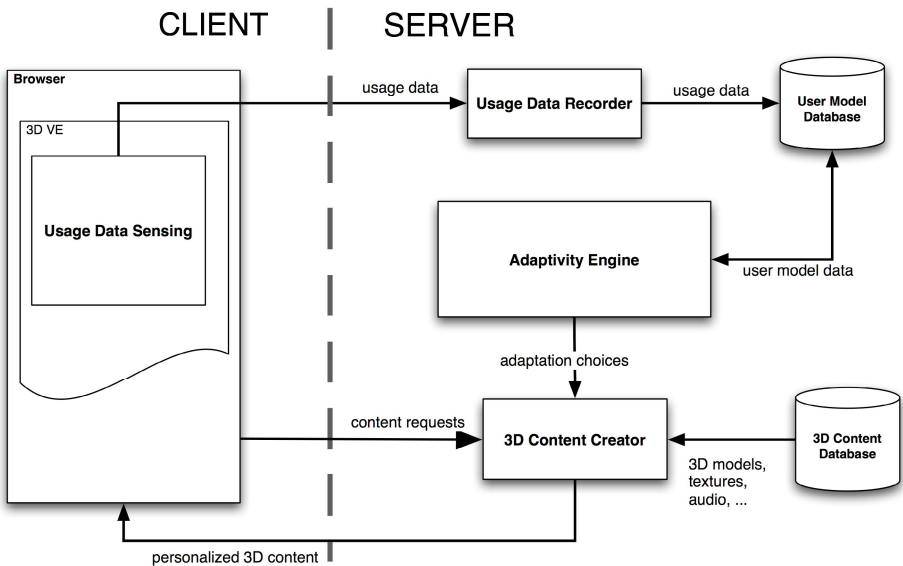 CLIENT
SERVER
Browser
3D VE
Usage Data Sensing
usage data
Usage Data Recorder
usage data
User Model
Database
Adaptivity Engine
user model data
adaptation choices
content requests
3D Content Creator
3D models,
textures,
audio, ...
3D Content
Database
personalized 3D content